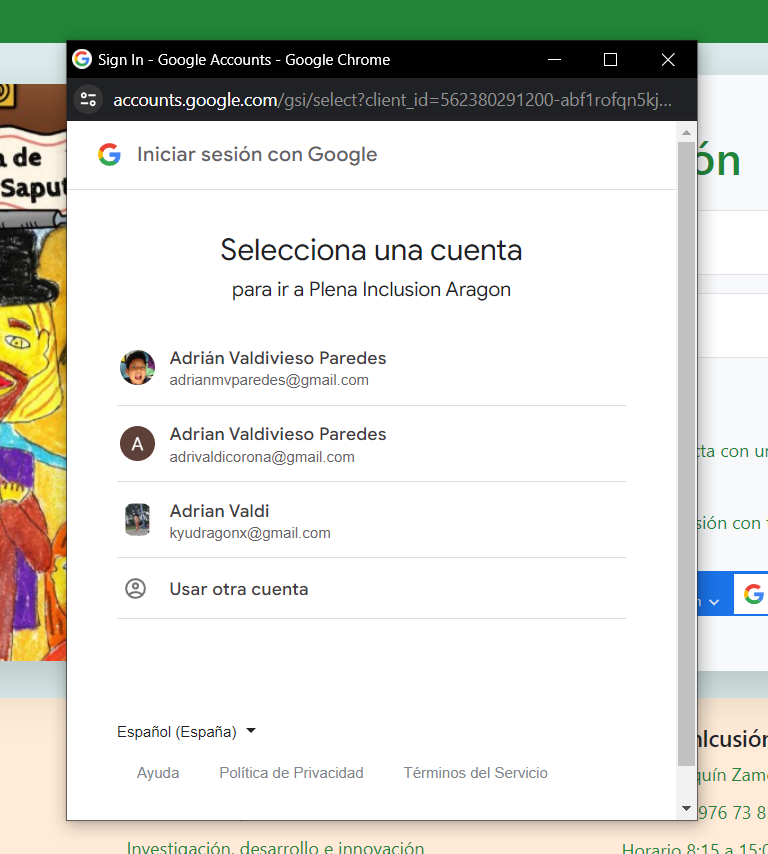 Sign In - Google Accounts - Google Chrome
accounts.google.com/gsi/select?client_id=562380291200-abf1rofqn5kj...
Iniciar sesión con Google
a de
Saput
ón
Selecciona una cuenta
para ir a Plena Inclusion Aragon
Adrián Valdivieso Paredes
adrianmvparedes@gmail.com
A
Adrian Valdivieso Paredes
adrivaldicorona@gmail.com
cta con un
Adrian Valdi
kyudragonx@gmail.com
sión con
Usar otra cuenta
n
Español (España)
nlcusión
Ayuda
Política de Privacidad
Términos del Servicio
quín Zam
976 73 8
Investigación, desarrollo e innovación
Horario 8:15 a 15:0